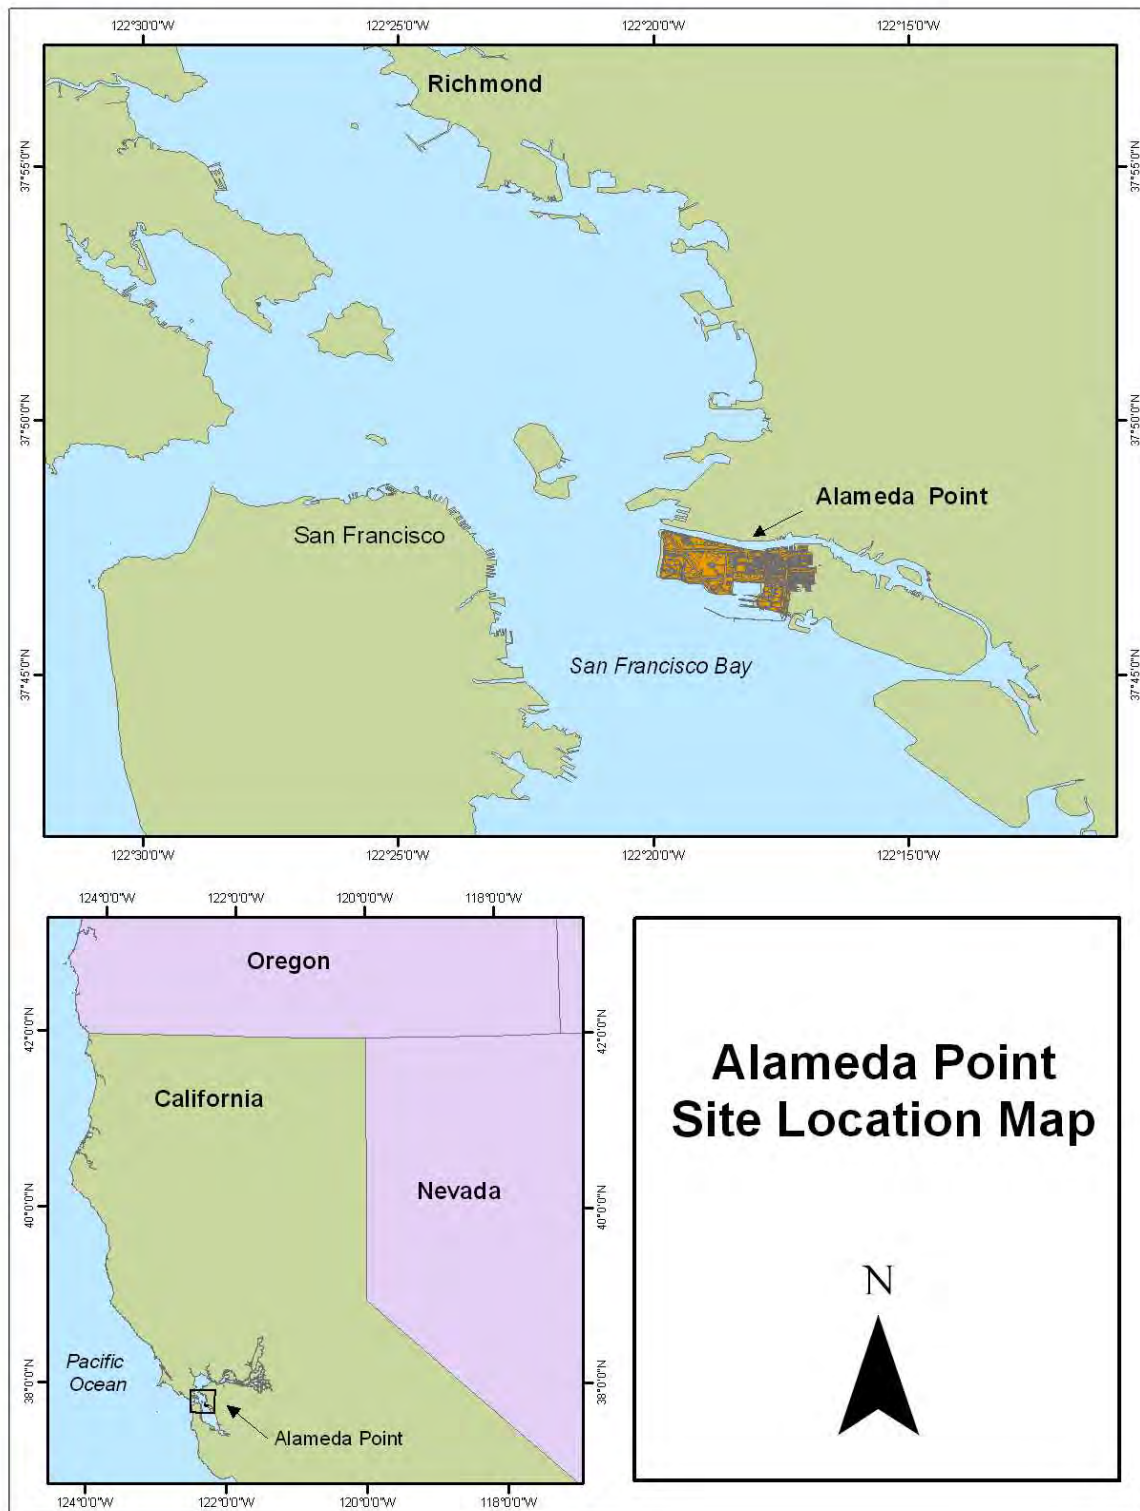 122°30'0"W 122°25'0"W 122°20'0"W 122°15'0"W
Richmond
37°55'0"N 37°55'0"N
37°50'0"N 37°50'0"N
Alameda Point
San Francisco
San Francisco Bay
37°45'0"N 37°45'0"N
122°30'0"W 122°25'0"W 122°20'0"W 122°15'0"W
124°0'0"W 122°0'0"W 120°0'0"W 118°0'0"W
Oregon
42°0'0"N 42°0'0"N
California
Nevada
40°0'0"N 40°0'0"N
Pacific
Ocean
38°0'0"N 38°0'0"N
Alameda Point
124°0'0"W 122°0'0"W 120°0'0"W 118°0'0"W
Alameda Point
Site Location Map
N